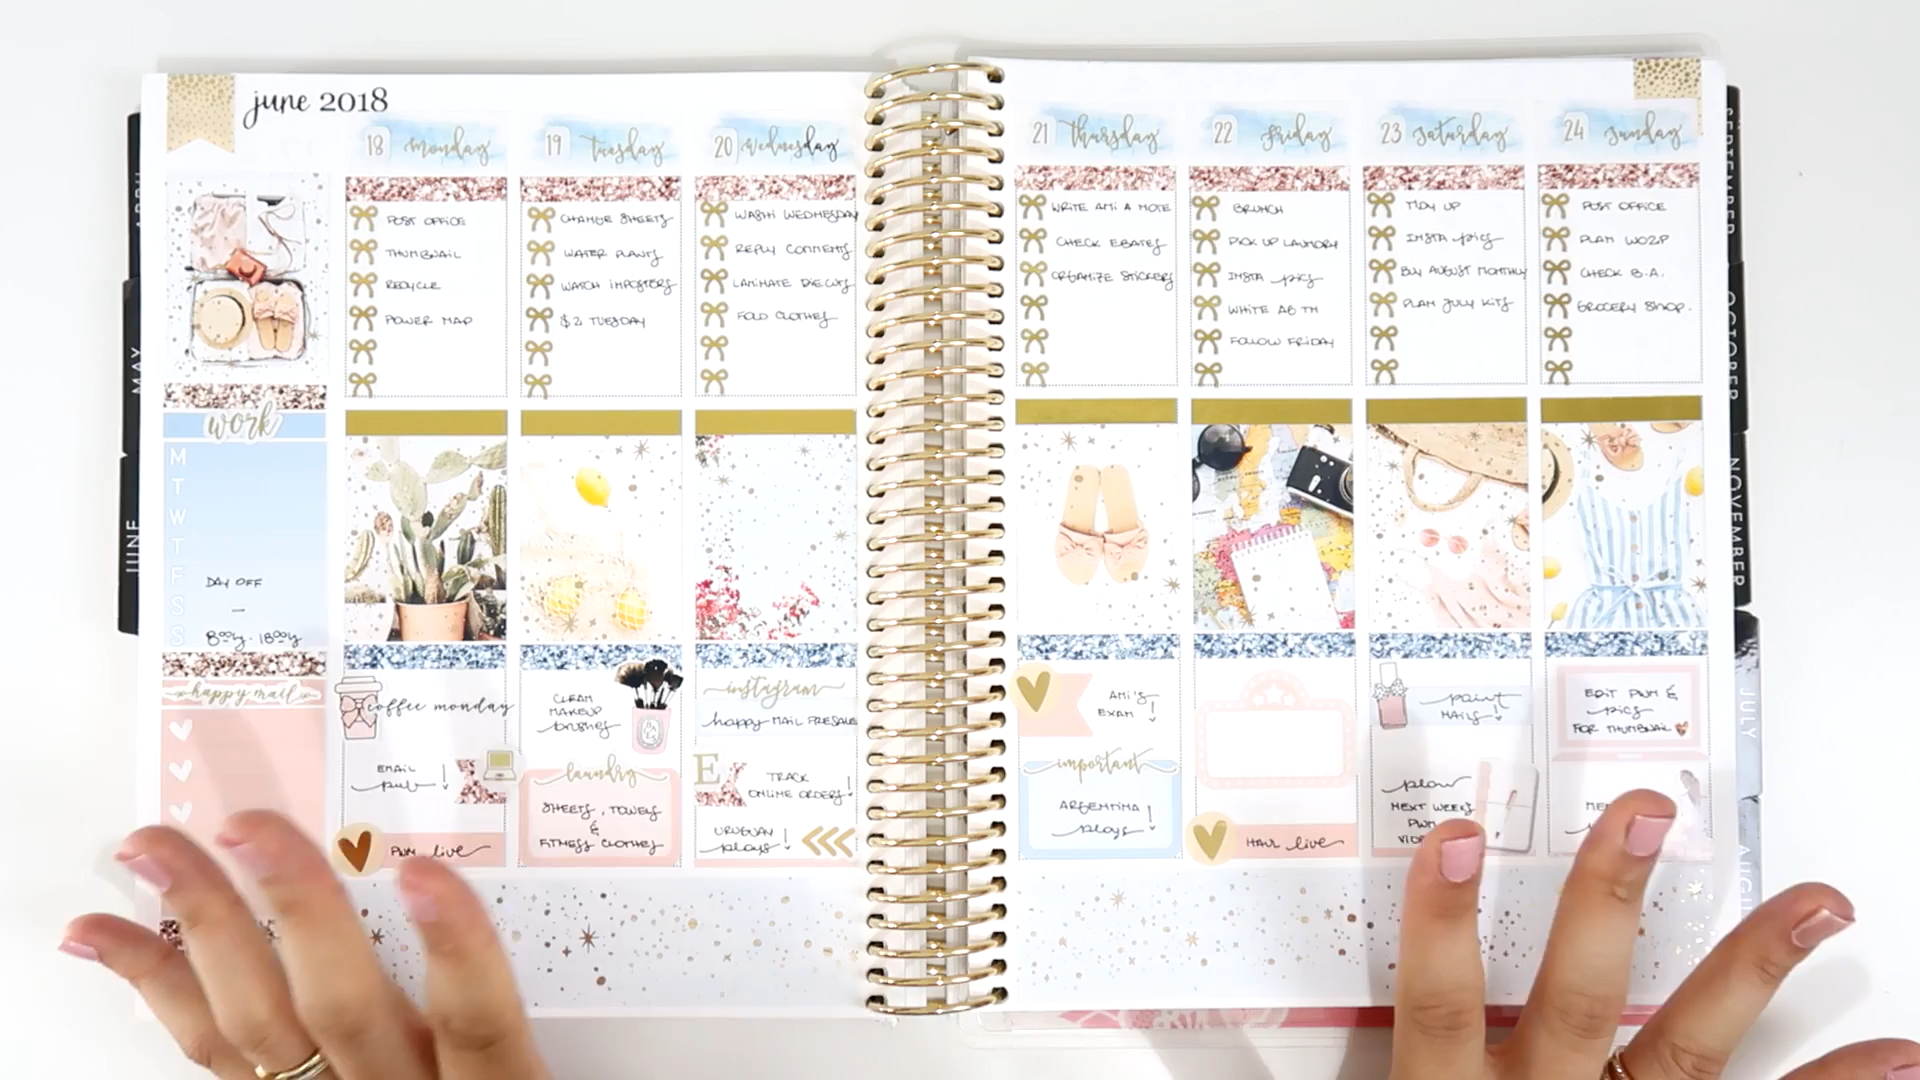 june 2018
18 monday
POST OFFICE
THUMBNAIL
RECYCLE
POWER MAP
19 Tuesday
CHANGE SHEETS
WATER PLANTS
WATCH IMPOSTERS
$2 TUESDAY
20 Wednesday
WASHI WEDNESDAY
REPLY COMMENTS
LAMINATE DIECUTS
FOLD CLOTHES
21 Thursday
WRITE AMI A NOTE
CHECK EBATES
ORGANIZE STICKERS
22 Friday
BRUNCH
PICK UP LAUNDRY
INSTA pics
WHITE AB TN
FOLLOW FRIDAY
23 Saturday
TIDY UP
INSTA pics
BUY AUGUST MONTHLY
PLAN JULY KITS
24 Sunday
POST OFFICE
PLAN WO2P
CHECK B.A.
GROCERY SHOP.
work
M
T
W
T
F
S
S
DAY OFF
—
happy mail
coffee monday
EMAIL
!
PWM live
CLEAN
MAKEUP
brushes
laundry
SHEETS, TOWELS
&
FITNESS CLOTHES
instagram
happy MAIL PRESALE
E
TRACK
ONLINE ORDERS!
URUGUAY
plays!
AMI'S
EXAM!
important
ARGENTINA
plays!
HAUL live
paint
NAILS!
plan
NEXT WEEKS
PWM
EDIT PWM &
pics
FOR THUMBNAIL
APRIL
MAY
JUNE
SEPTEMBER
OCTOBER
NOVEMBER
JULY